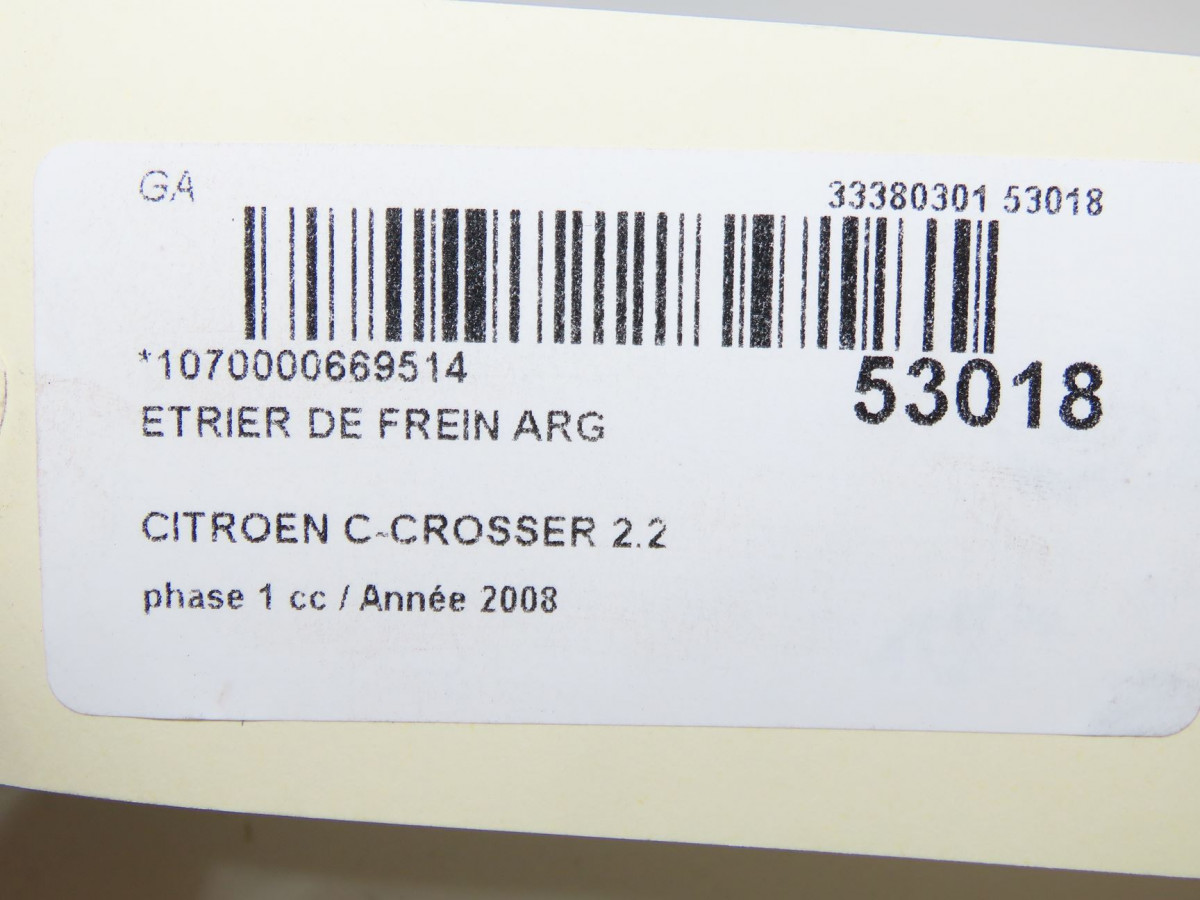 GA
33380301 53018
*1070000669514
53018
ETRIER DE FREIN ARG
CITROEN C-CROSSER 2.2
phase 1 cc / Année 2008